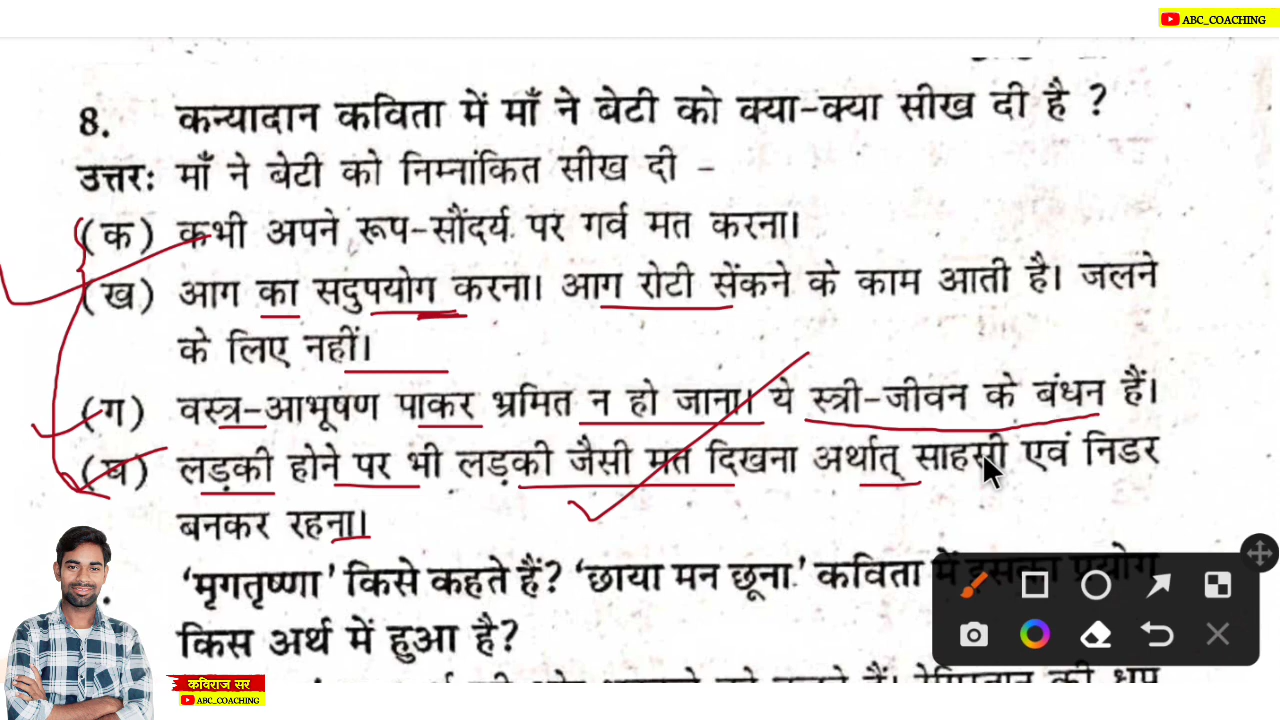 ABC_COACHING
8. कन्यादान कविता में माँ ने बेटी को क्या-क्या सीख दी है ?
उत्तर: माँ ने बेटी को निम्नांकित सीख दी -
(क) कभी अपने रूप-सौंदर्य पर गर्व मत करना।
(ख) आग का सदुपयोग करना। आग रोटी सेंकने के काम आती है। जलने
के लिए नहीं।
(ग) वस्त्र-आभूषण पाकर भ्रमित न हो जाना। ये स्त्री-जीवन के बंधन हैं।
(घ) लड़की होने पर भी लड़की जैसी मत दिखना अर्थात् साहसी एवं निडर
बनकर रहना।
'मृगतृष्णा' किसे कहते हैं? 'छाया मत छूना' कविता में इसका प्रयोग
किस अर्थ में हुआ है?
कविराज सर
ABC_COACHING